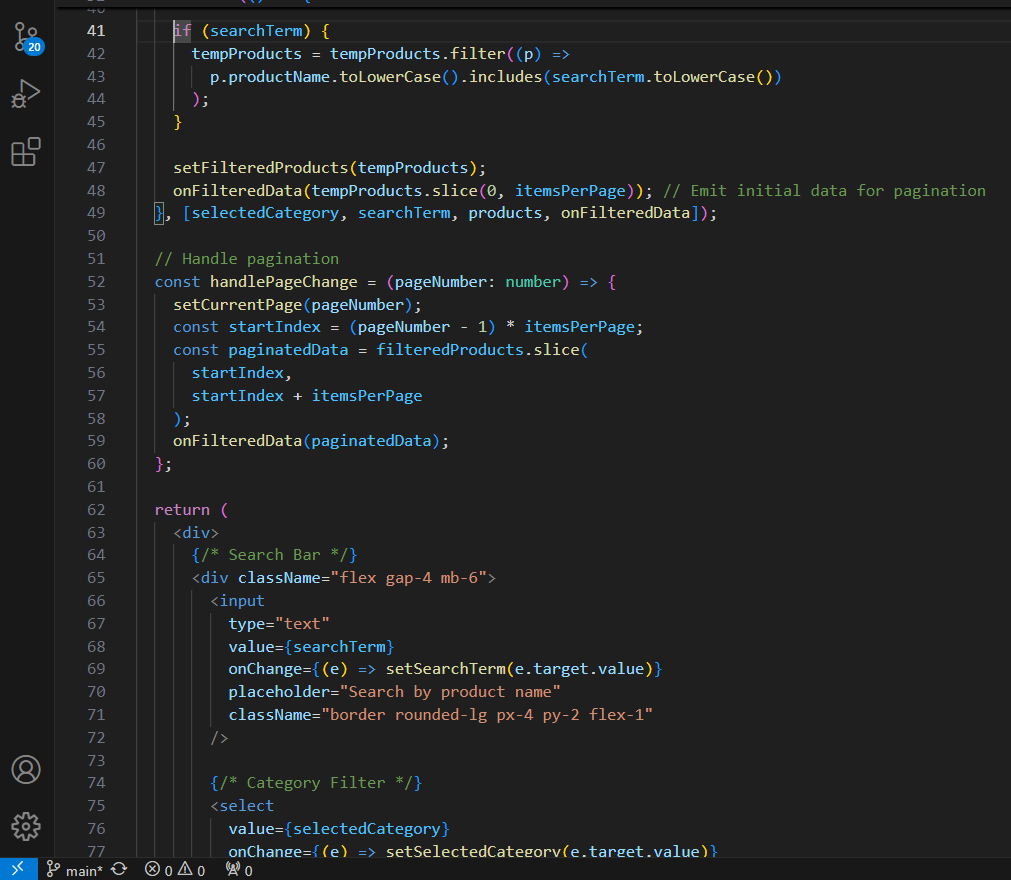 20
40
41 if (searchTerm) {
42 tempProducts = tempProducts.filter((p) =>
43 p.productName.toLowerCase().includes(searchTerm.toLowerCase())
44 );
45 }
46
47 setFilteredProducts(tempProducts);
48 onFilteredData(tempProducts.slice(0, itemsPerPage)); // Emit initial data for pagination
49 }, [selectedCategory, searchTerm, products, onFilteredData]);
50
51 // Handle pagination
52 const handlePageChange = (pageNumber: number) => {
53 setCurrentPage(pageNumber);
54 const startIndex = (pageNumber - 1) * itemsPerPage;
55 const paginatedData = filteredProducts.slice(
56 startIndex,
57 startIndex + itemsPerPage
58 );
59 onFilteredData(paginatedData);
60 };
61
62 return (
63 <div>
64 {/* Search Bar */}
65 <div className="flex gap-4 mb-6">
66 <input
67 type="text"
68 value={searchTerm}
69 onChange={(e) => setSearchTerm(e.target.value)}
70 placeholder="Search by product name"
71 className="border rounded-lg px-4 py-2 flex-1"
72 />
73
74 {/* Category Filter */}
75 <select
76 value={selectedCategory}
77 onChange={(e) => setSelectedCategory(e.target.value)}
main* 0 0 0